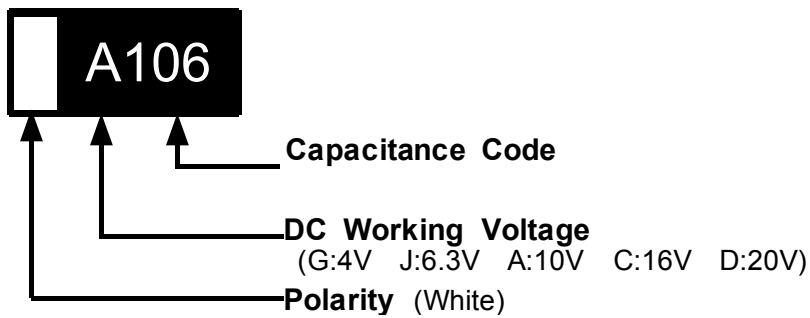 A106
Capacitance Code
DC Working Voltage
(G:4V J:6.3V A:10V C:16V D:20V)
Polarity (White)